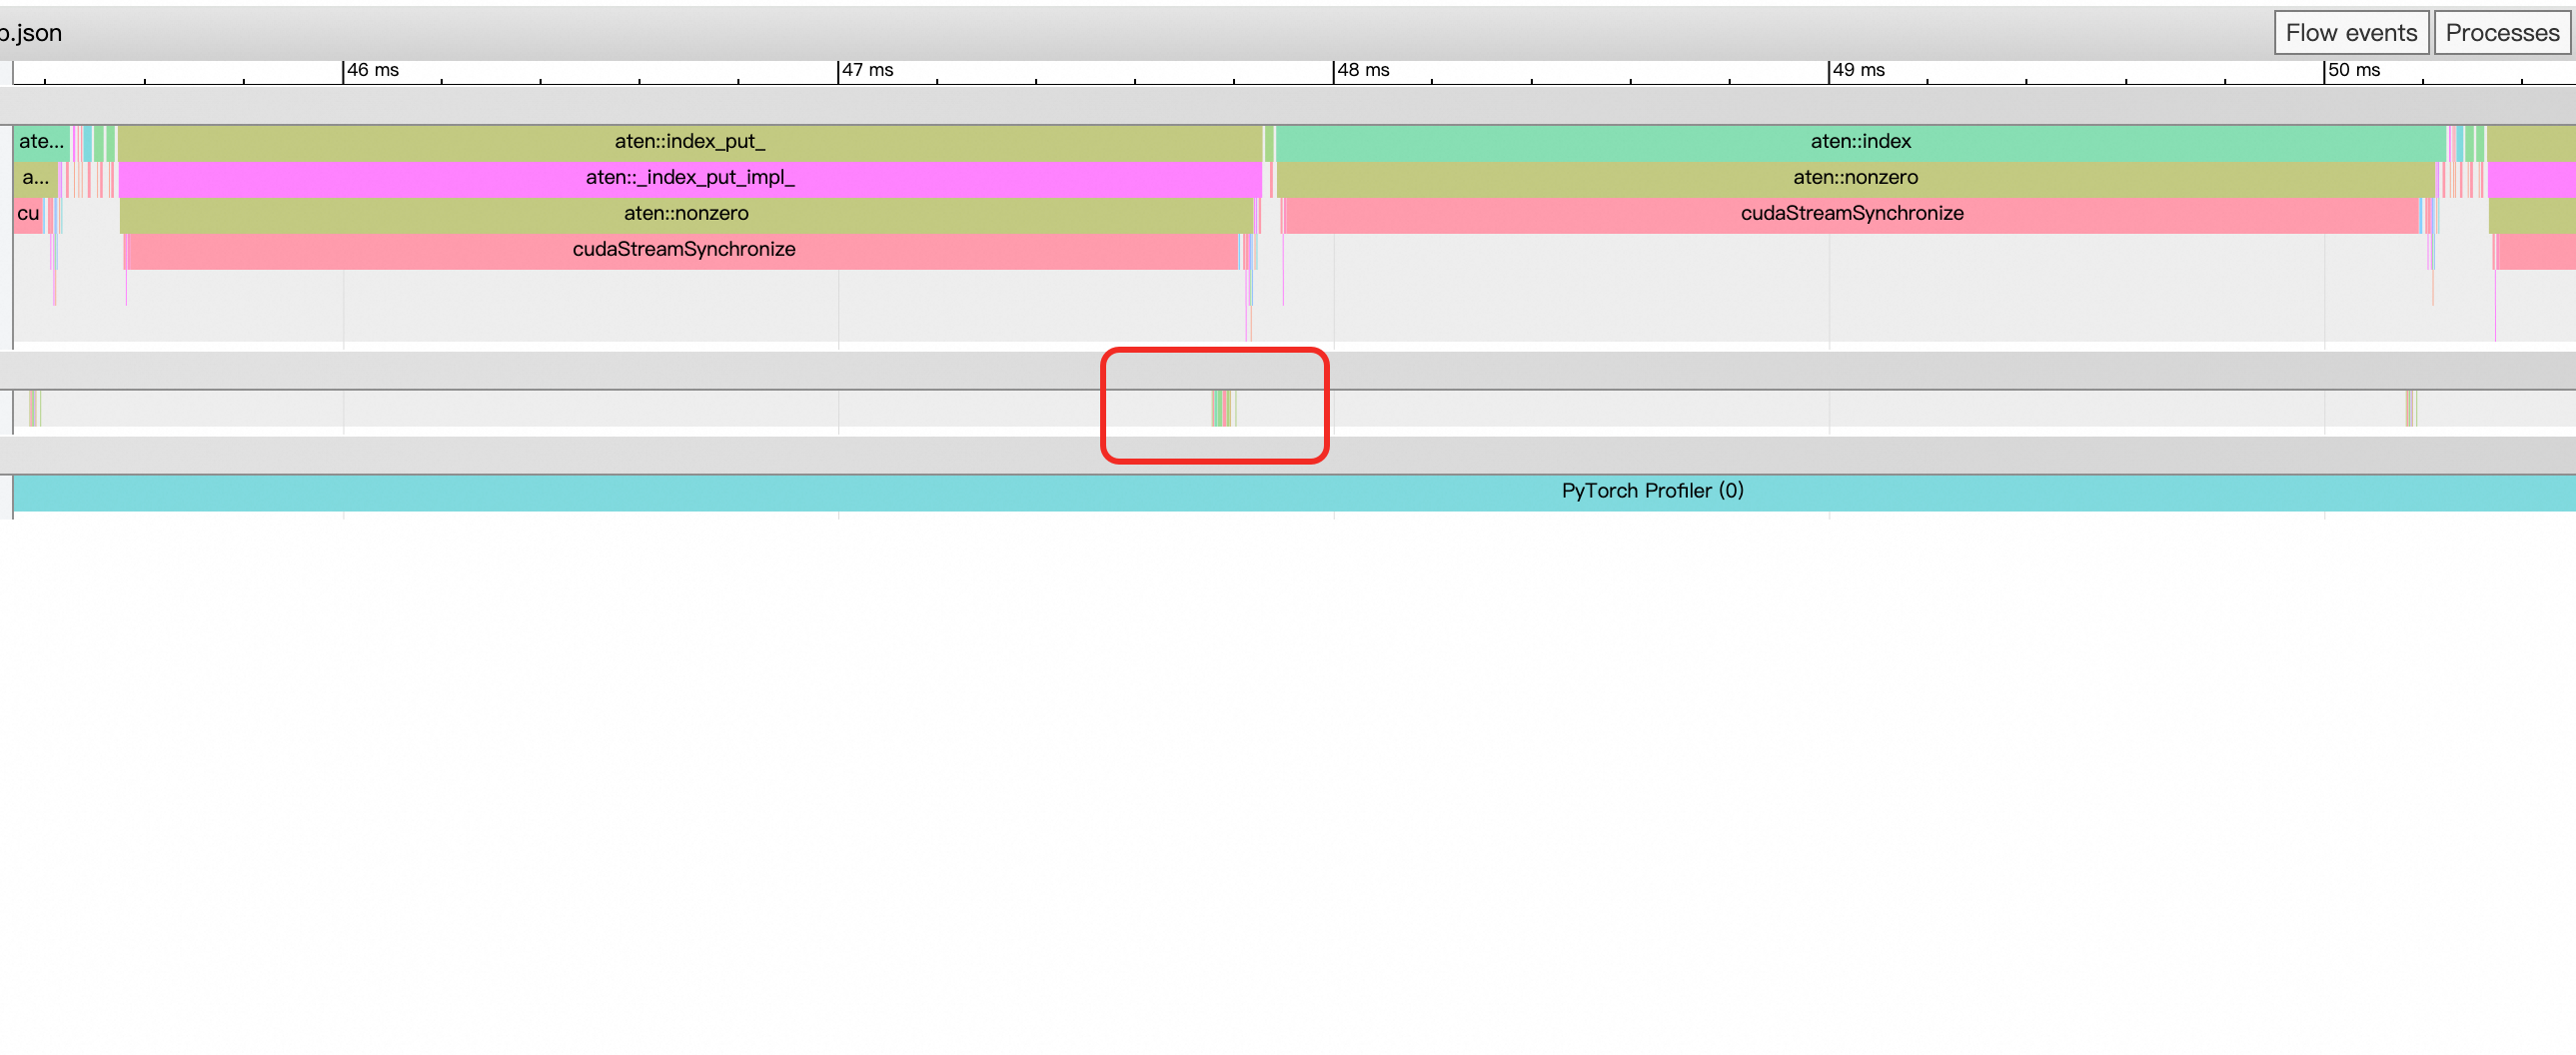 o.json
Flow events
Processes
46 ms
47 ms
48 ms
49 ms
50 ms
ate...
aten::index_put_
aten::index
a...
aten::_index_put_impl_
aten::nonzero
cu
aten::nonzero
cudaStreamSynchronize
cudaStreamSynchronize
PyTorch Profiler (0)